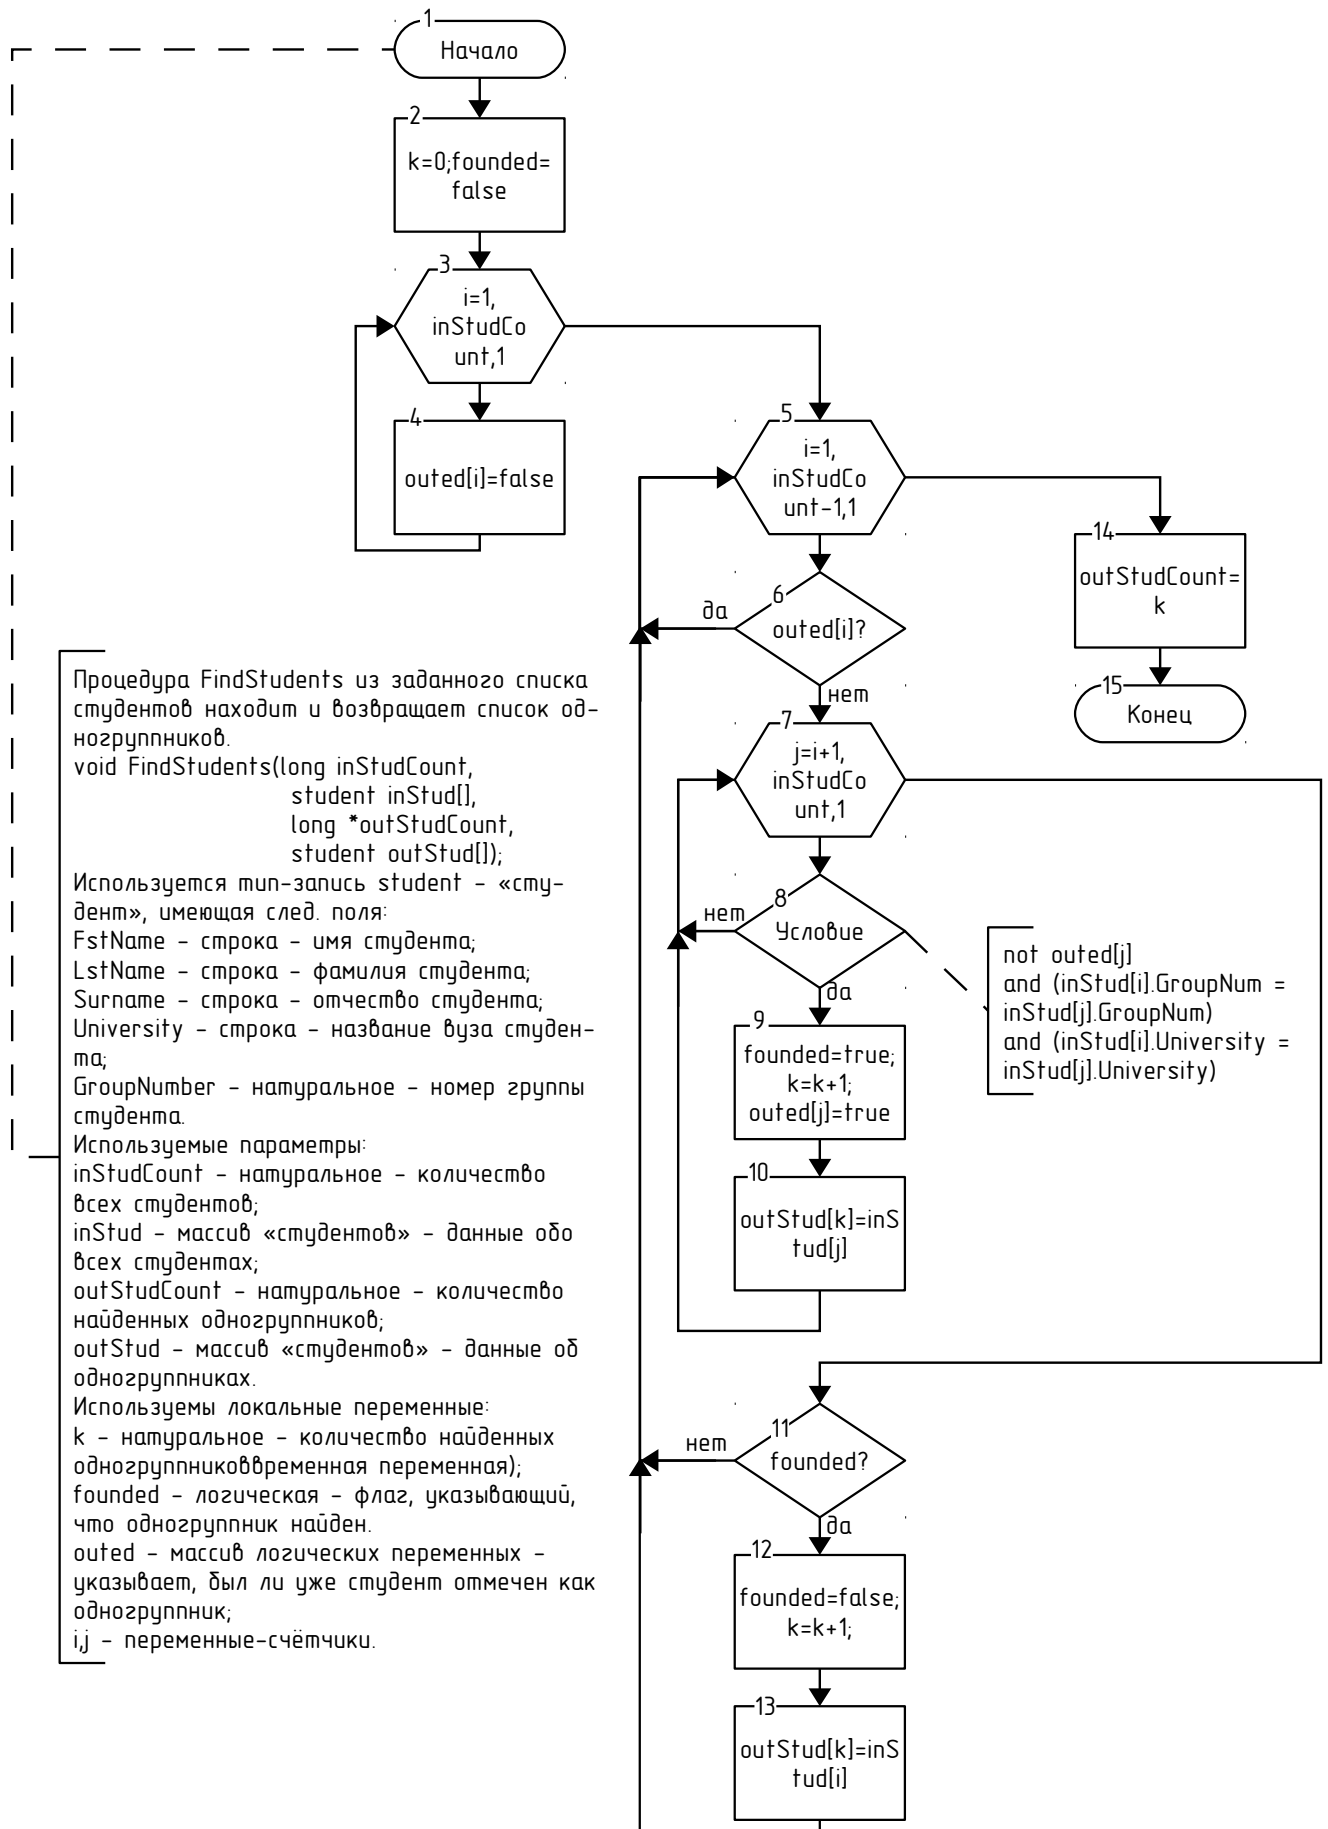 1
Начало
2
k=0;founded=
false
3
i=1,
inStudCo
unt,1
4
outed[i]=false
5
i=1,
inStudCo
unt-1,1
14
outStudCount=
k
15
Конец
6
outed[i]?
да
нет
7
j=i+1,
inStudCo
unt,1
8
Условие
нет
да
not outed[j]
and (inStud[i].GroupNum =
inStud[j].GroupNum)
and (inStud[i].University =
inStud[j].University)
9
founded=true;
k=k+1;
outed[j]=true
10
outStud[k]=inS
tud[j]
11
founded?
нет
да
12
founded=false;
k=k+1;
13
outStud[k]=inS
tud[i]
Процедура FindStudents из заданного списка
студентов находит и возвращает список од-
ногруппников.
void FindStudents(long inStudCount,
student inStud[],
long *outStudCount,
student outStud[]);
Используется тип-запись student - «сту-
дент», имеющая след. поля:
FstName - строка - имя студента;
LstName - строка - фамилия студента;
Surname - строка - отчество студента;
University - строка - название вуза студен-
та;
GroupNumber - натуральное - номер группы
студента.
Используемые параметры:
inStudCount - натуральное - количество
всех студентов;
inStud - массив «студентов» - данные обо
всех студентах;
outStudCount - натуральное - количество
найденных одногруппников;
outStud - массив «студентов» - данные об
одногруппниках.
Используемы локальные переменные:
k - натуральное - количество найденных
одногруппниковвременная переменная);
founded - логическая - флаг, указывающий,
что одногруппник найден.
outed - массив логических переменных -
указывает, был ли уже студент отмечен как
одногруппник;
i,j - переменные-счётчики.